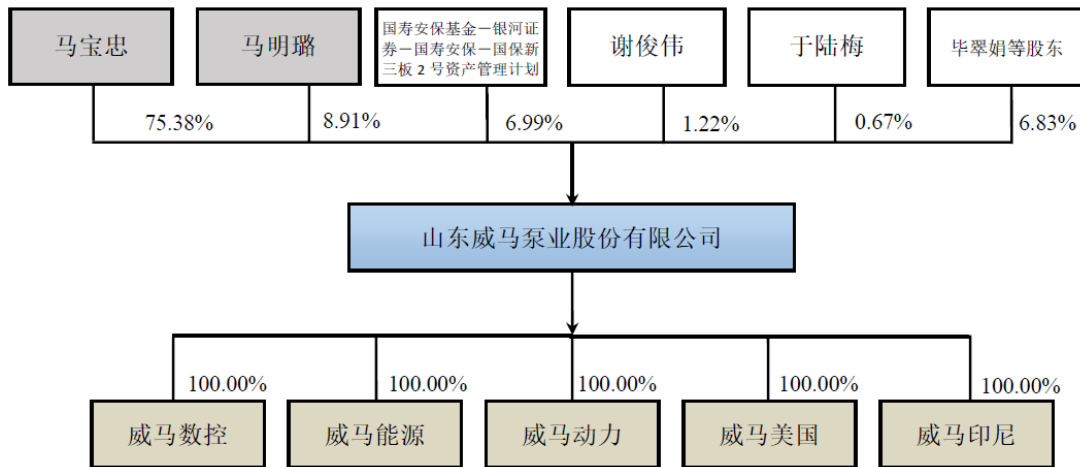 马宝忠
马明璐
国寿安保基金－银河证
券－国寿安保－国保新
三板 2 号资产管理计划
谢俊伟
于陆梅
毕翠娟等股东
75.38%
8.91%
6.99%
1.22%
0.67%
6.83%
山东威马泵业股份有限公司
100.00%
100.00%
100.00%
100.00%
100.00%
威马数控
威马能源
威马动力
威马美国
威马印尼